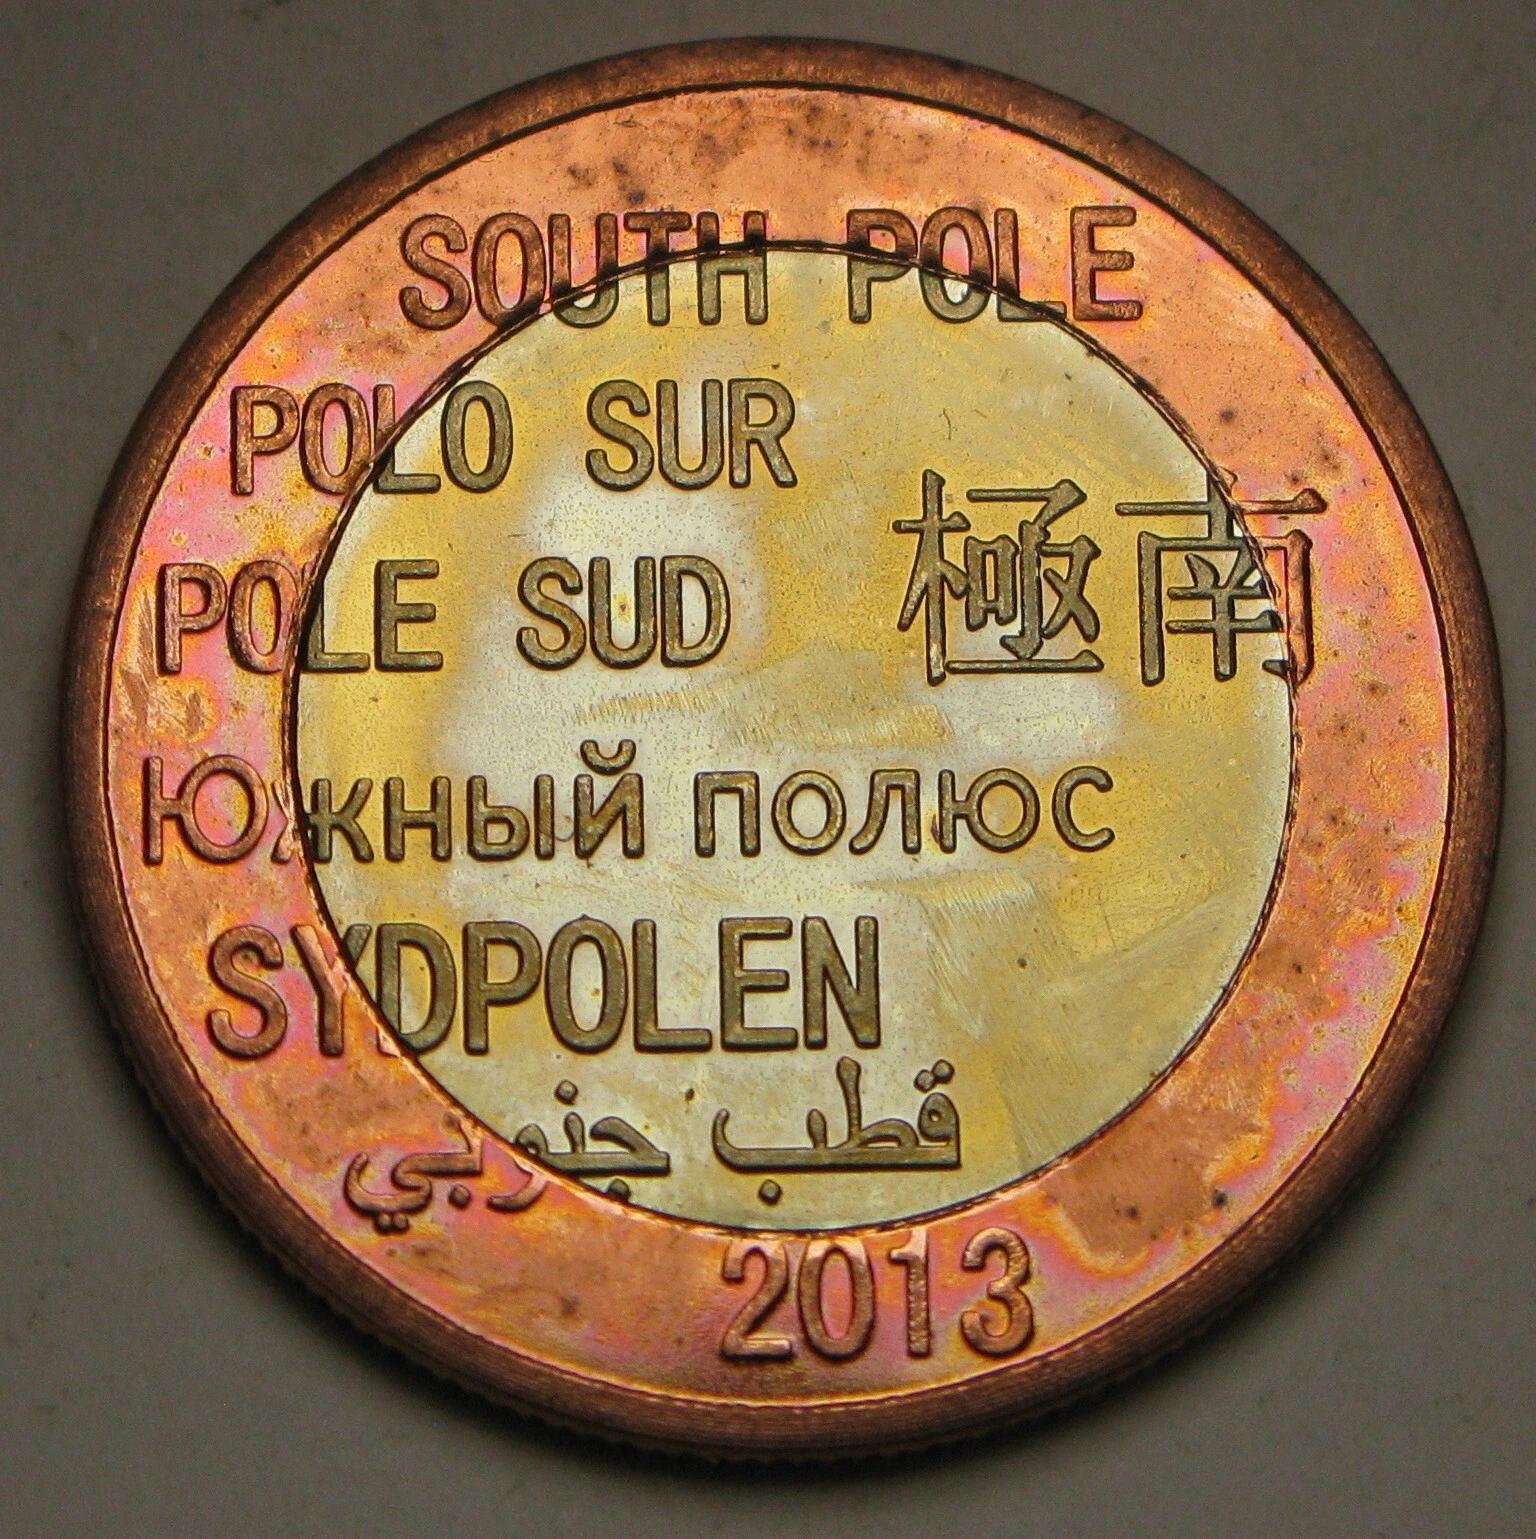 SOUTH POLE
POLO SUR
極南
POLE SUD
Южный полюс
SYDPOLEN
قطب جنوبي
2013